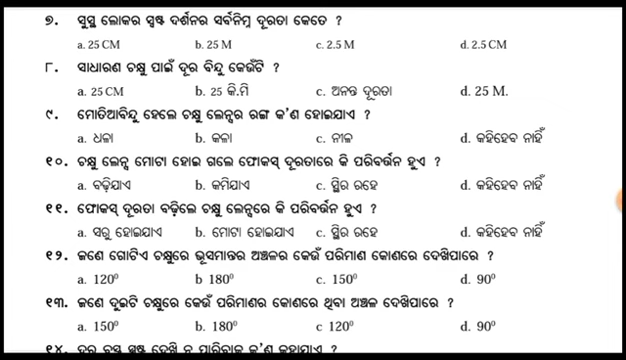 ୭. ସୁସ୍ଥ ଲୋକର ସ୍ପଷ୍ଟ ଦର୍ଶନର ସର୍ବନିମ୍ନ ଦୂରତା କେତେ ?
a. 25 CM b. 25 M c. 2.5 M d. 2.5 CM
୮. ସାଧାରଣ ଚକ୍ଷୁ ପାଇଁ ଦୂର ବିନ୍ଦୁ କେଉଁଟି ?
a. 25 CM b. 25 କି.ମି c. ଅନନ୍ତ ଦୂରତା d. 25 M.
୯. ମୋତିଆବିନ୍ଦୁ ହେଲେ ଚକ୍ଷୁ ଲେନ୍ସର ରଙ୍ଗ କ'ଣ ହୋଇଯାଏ ?
a. ଧଳା b. କଳା c. ନୀଳ d. କହିହେବ ନାହିଁ
୧୦. ଚକ୍ଷୁ ଲେନ୍ସ ମୋଟା ହୋଇ ଗଲେ ଫୋକସ୍ ଦୂରତାରେ କି ପରିବର୍ତ୍ତନ ହୁଏ ?
a. ବଢ଼ିଯାଏ b. କମିଯାଏ c. ସ୍ଥିର ରହେ d. କହିହେବ ନାହିଁ
୧୧. ଫୋକସ୍ ଦୂରତା ବଢ଼ିଲେ ଚକ୍ଷୁ ଲେନ୍ସରେ କି ପରିବର୍ତ୍ତନ ହୁଏ ?
a. ସରୁ ହୋଇଯାଏ b. ମୋଟା ହୋଇଯାଏ c. ସ୍ଥିର ରହେ d. କହିହେବ ନାହିଁ
୧୨. ଜଣେ ଗୋଟିଏ ଚକ୍ଷୁରେ ଭୂସମାନ୍ତର ଅଞ୍ଚଳର କେଉଁ ପରିମାଣ କୋଣରେ ଦେଖିପାରେ ?
a. 120⁰ b 180⁰ c. 150⁰ d. 90⁰
୧୩. ଜଣେ ଦୁଇଟି ଚକ୍ଷୁରେ କେଉଁ ପରିମାଣର କୋଣରେ ଥିବା ଅଞ୍ଚଳ ଦେଖିପାରେ ?
a. 150⁰ b. 180⁰ c 120⁰ d. 90⁰
୧୪. ଦୂର ବସ୍ତୁ ସ୍ପଷ୍ଟ ଦେଖି ନ ପାରିବାକୁ କ'ଣ କୁହାଯାଏ ?